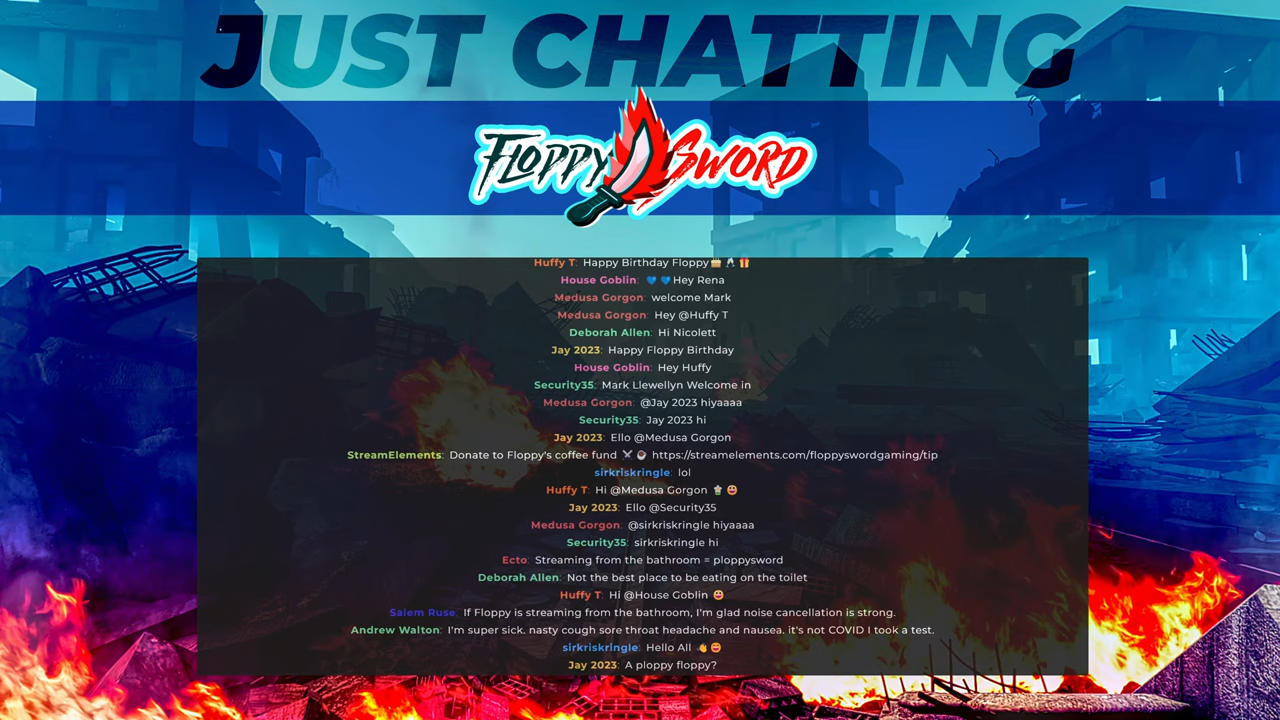 JUST CHATTING
FLOPPY SWORD
Huffy T: Happy Birthday Floppy🎂 🥂 🎁
House Goblin: 💙 💙 Hey Rena
Medusa Gorgon: welcome Mark
Medusa Gorgon: Hey @Huffy T
Deborah Allen: Hi Nicolett
Jay 2023: Happy Floppy Birthday
House Goblin: Hey Huffy
Security35: Mark Llewellyn Welcome in
Medusa Gorgon: @Jay 2023 hiyaaaa
Security35: Jay 2023 hi
Jay 2023: Ello @Medusa Gorgon
StreamElements: Donate to Floppy's coffee fund ⚔️ 🥥 https://streamelements.com/floppyswordgaming/tip
sirkriskringle: lol
Huffy T: Hi @Medusa Gorgon 😃
Jay 2023: Ello @Security35
Medusa Gorgon: @sirkriskringle hiyaaaa
Security35: sirkriskringle hi
Ecto: Streaming from the bathroom = ploppysword
Deborah Allen: Not the best place to be eating on the toilet
Huffy T: Hi @House Goblin 😃
Salem Ruse: If Floppy is streaming from the bathroom, I'm glad noise cancellation is strong.
Andrew Walton: I'm super sick. nasty cough sore throat headache and nausea. it's not COVID I took a test.
sirkriskringle: Hello All 👋 😄
Jay 2023: A ploppy floppy?